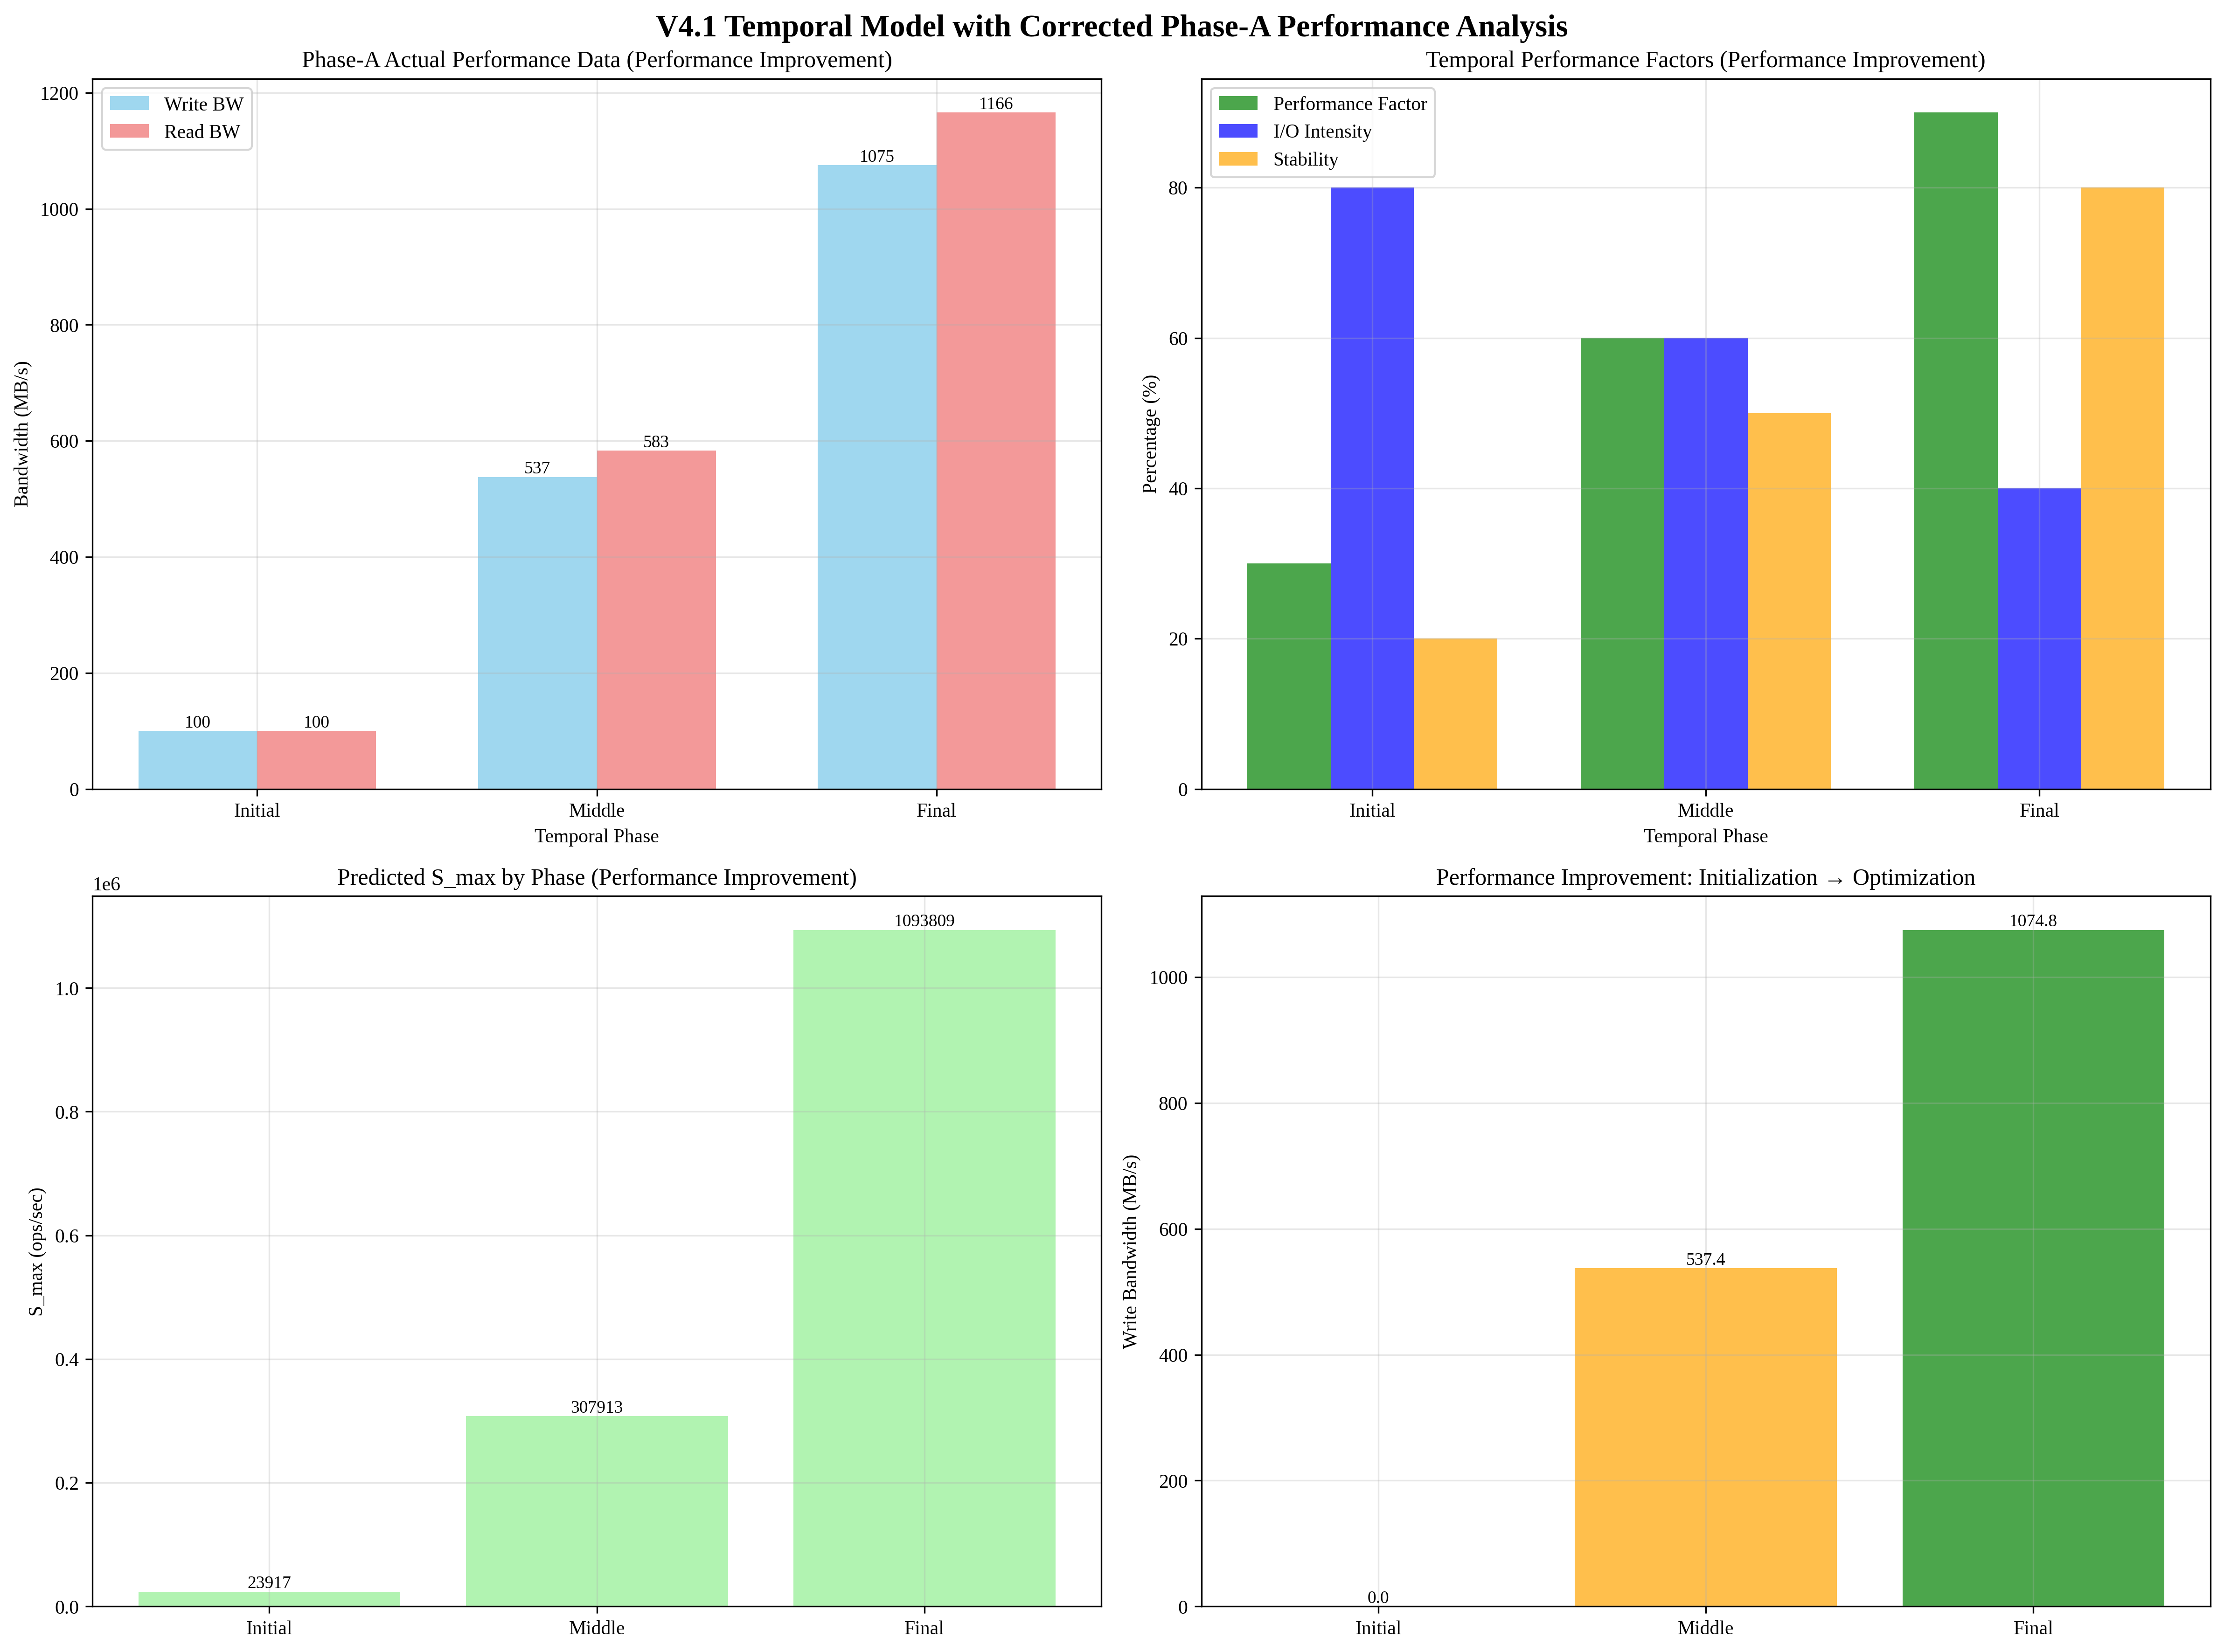 V4.1 Temporal Model with Corrected Phase-A Performance Analysis
Phase-A Actual Performance Data (Performance Improvement)
Write BW
Read BW
Bandwidth (MB/s)
1200
1000
800
600
400
200
0
100
100
537
583
1075
1166
Initial
Middle
Final
Temporal Phase
Temporal Performance Factors (Performance Improvement)
Performance Factor
I/O Intensity
Stability
Percentage (%)
80
60
40
20
0
Initial
Middle
Final
Temporal Phase
Predicted S_max by Phase (Performance Improvement)
1e6
S_max (ops/sec)
1.0
0.8
0.6
0.4
0.2
0.0
23917
307913
1093809
Initial
Middle
Final
Performance Improvement: Initialization → Optimization
Write Bandwidth (MB/s)
1000
800
600
400
200
0
0.0
537.4
1074.8
Initial
Middle
Final